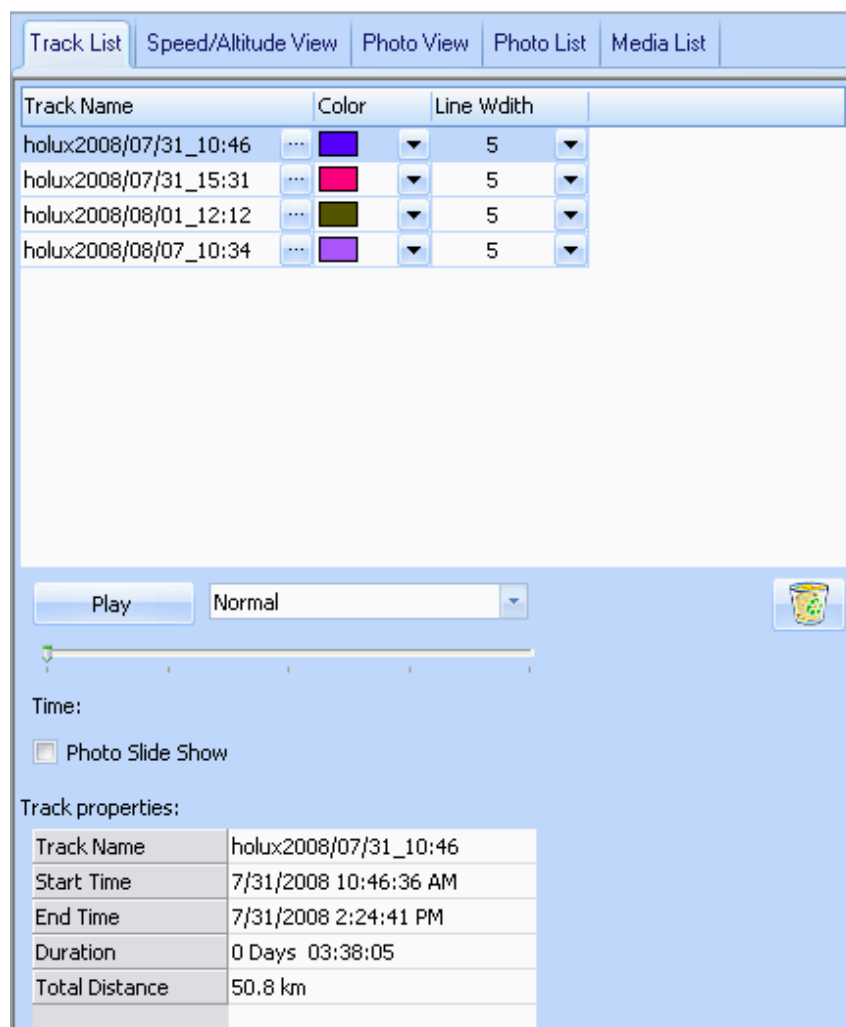 Track List Speed/Altitude View Photo View Photo List Media List
Track Name Color Line Wdith
holux2008/07/31_10:46 ... 5
holux2008/07/31_15:31 ... 5
holux2008/08/01_12:12 ... 5
holux2008/08/07_10:34 ... 5
Play Normal
Time:
Photo Slide Show
Track properties:
Track Name holux2008/07/31_10:46
Start Time 7/31/2008 10:46:36 AM
End Time 7/31/2008 2:24:41 PM
Duration 0 Days 03:38:05
Total Distance 50.8 km